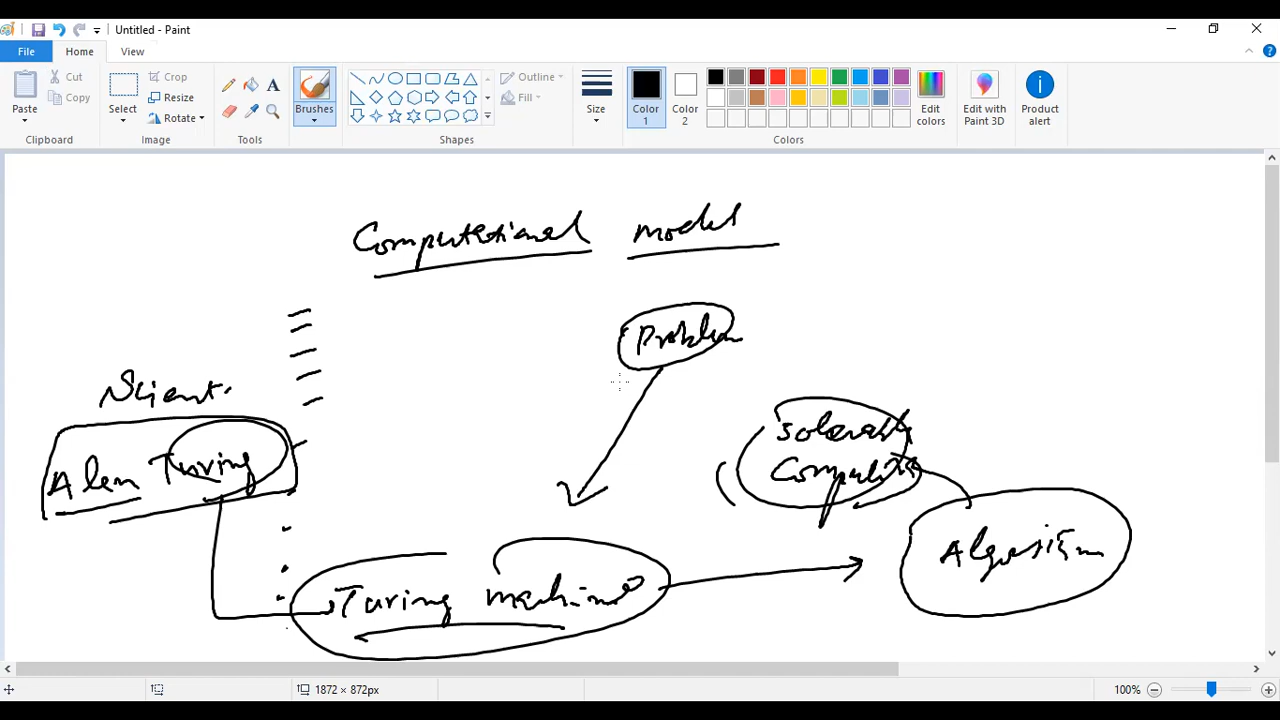 Untitled - Paint
File Home View
Paste
Cut
Copy
Clipboard
Select
Crop
Resize
Rotate
Image
Tools
Brushes
Shapes
Outline
Fill
Size
Color 1
Color 2
Edit colors
Colors
Edit with Paint 3D
Product alert
Computational model
Problem
Scient.
Alen Turing
Solvable
Turing machine
Algorithm
1872 × 872px
100%